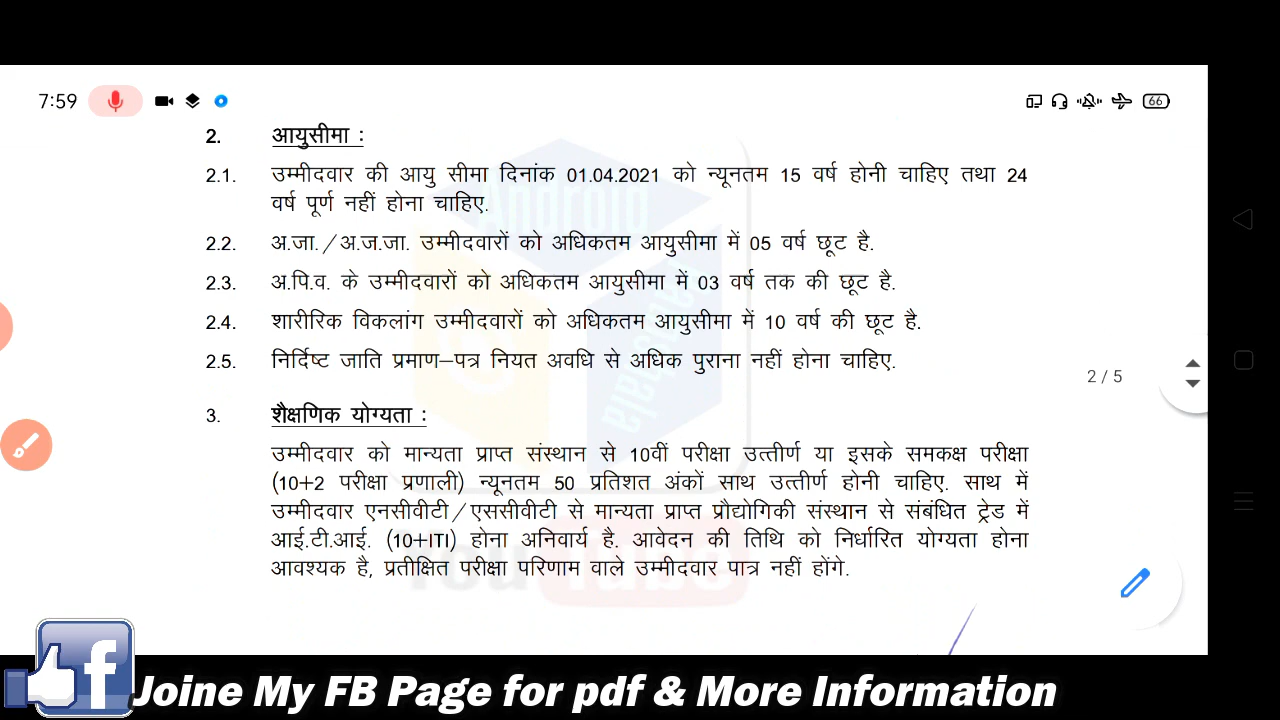 7:59
66
2. आयुसीमा :
2.1. उम्मीदवार की आयु सीमा दिनांक 01.04.2021 को न्यूनतम 15 वर्ष होनी चाहिए तथा 24
वर्ष पूर्ण नहीं होना चाहिए.
2.2. अ.जा./अ.ज.जा. उम्मीदवारों को अधिकतम आयुसीमा में 05 वर्ष छूट है.
2.3. अ.पि.व. के उम्मीदवारों को अधिकतम आयुसीमा में 03 वर्ष तक की छूट है.
2.4. शारीरिक विकलांग उम्मीदवारों को अधिकतम आयुसीमा में 10 वर्ष की छूट है.
2.5. निर्दिष्ट जाति प्रमाण–पत्र नियत अवधि से अधिक पुराना नहीं होना चाहिए.
2 / 5
3. शैक्षणिक योग्यता :
उम्मीदवार को मान्यता प्राप्त संस्थान से 10वीं परीक्षा उत्तीर्ण या इसके समकक्ष परीक्षा
(10+2 परीक्षा प्रणाली) न्यूनतम 50 प्रतिशत अंकों साथ उत्तीर्ण होनी चाहिए. साथ में
उम्मीदवार एनसीवीटी/एससीवीटी से मान्यता प्राप्त प्रौद्योगिकी संस्थान से संबंधित ट्रेड में
आई.टी.आई. (10+ITI) होना अनिवार्य है. आवेदन की तिथि को निर्धारित योग्यता होना
आवश्यक है, प्रतीक्षित परीक्षा परिणाम वाले उम्मीदवार पात्र नहीं होंगे.
Android
YouTube
f Joine My FB Page for pdf & More Information